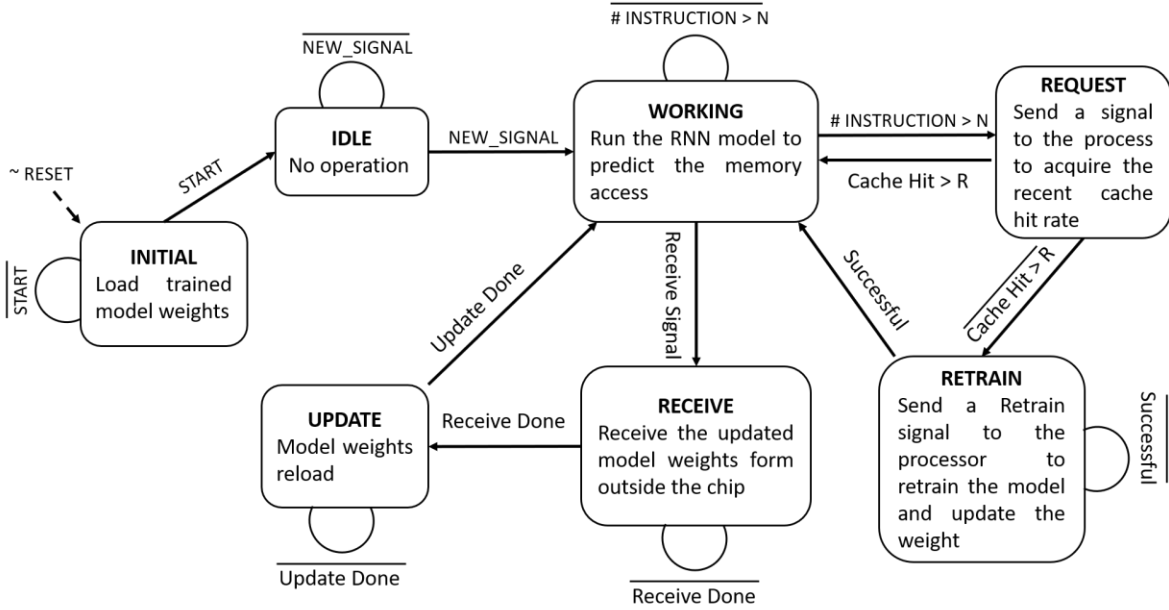 # INSTRUCTION > N
NEW_SIGNAL
IDLE
No operation
NEW_SIGNAL
WORKING
Run the RNN model to
predict the memory
access
# INSTRUCTION > N
Cache Hit > R
REQUEST
Send a signal
to the process
to acquire the
recent cache
hit rate
~ RESET
START
START
INITIAL
Load trained
model weights
Update Done
Receive Signal
Successful
Cache Hit > R
UPDATE
Model weights
reload
Update Done
Receive Done
RECEIVE
Receive the updated
model weights form
outside the chip
Receive Done
RETRAIN
Send a Retrain
signal to the
processor to
retrain the model
and update the
weight
Successful